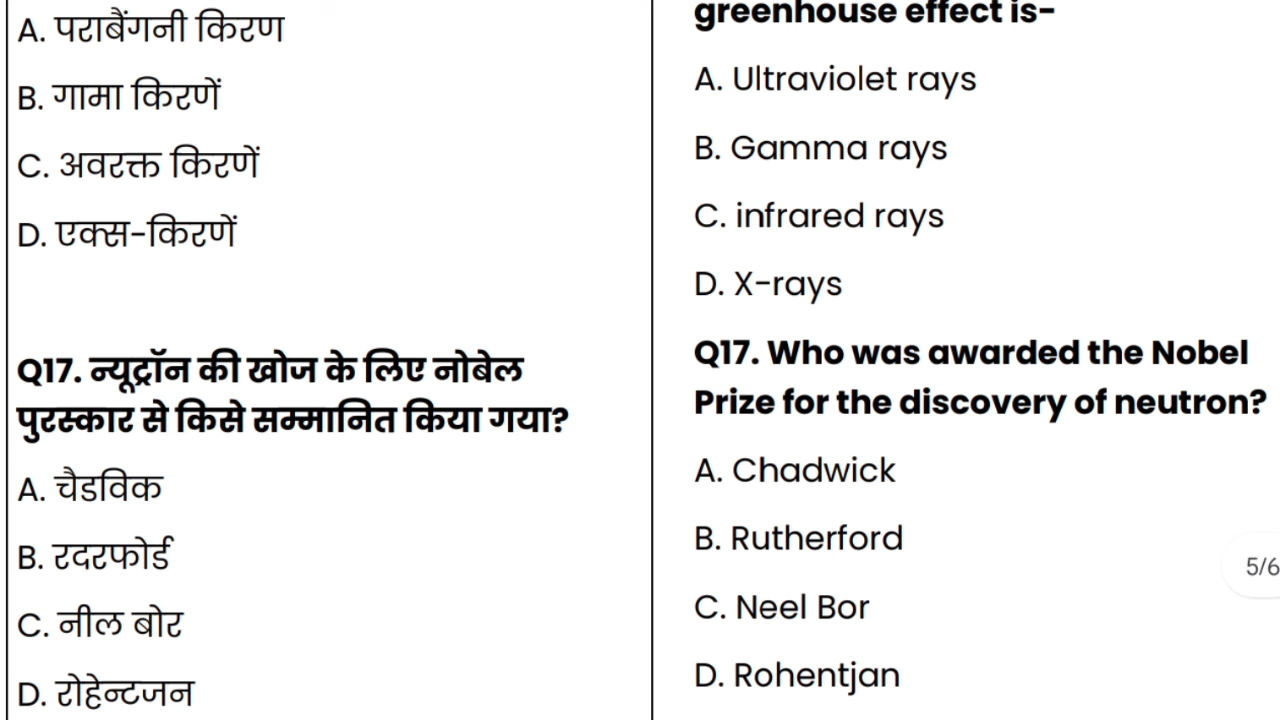 A. पराबैंगनी किरण
B. गामा किरणें
C. अवरक्त किरणें
D. एक्स-किरणें
Q17. न्यूट्रॉन की खोज के लिए नोबेल
पुरस्कार से किसे सम्मानित किया गया?
A. चैडविक
B. रदरफोर्ड
C. नील बोर
D. रोहेन्टजन
greenhouse effect is-
A. Ultraviolet rays
B. Gamma rays
C. infrared rays
D. X-rays
Q17. Who was awarded the Nobel
Prize for the discovery of neutron?
A. Chadwick
B. Rutherford
C. Neel Bor
D. Rohentjan
5/6